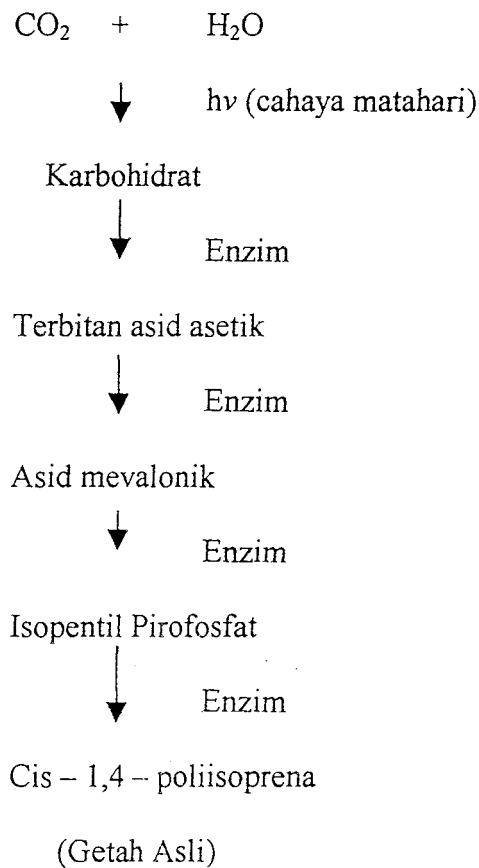 CO₂ + H₂O
hν (cahaya matahari)
Karbohidrat
Enzim
Terbitan asid asetik
Enzim
Asid mevalonik
Enzim
Isopentil Pirofosfat
Enzim
Cis – 1,4 – poliisoprena
(Getah Asli)